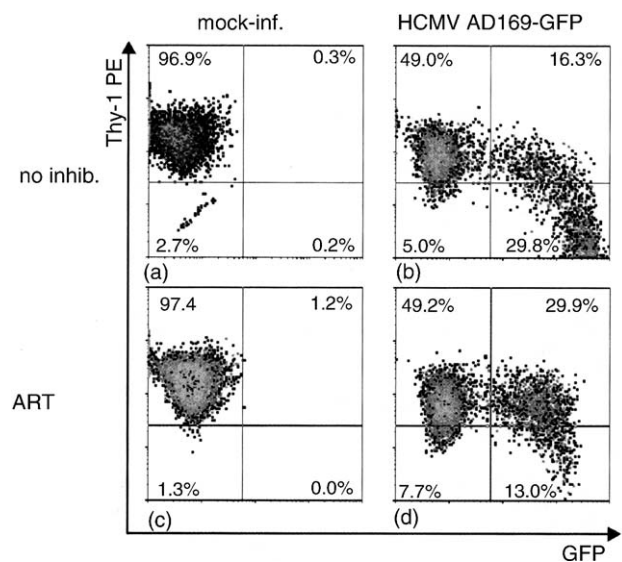 mock-inf. HCMV AD169-GFP
Thy-1 PE
no inhib.
96.9% 0.3%
2.7% 0.2%
(a)
49.0% 16.3%
5.0% 29.8%
(b)
ART
97.4 1.2%
1.3% 0.0%
(c)
49.2% 29.9%
7.7% 13.0%
(d)
GFP